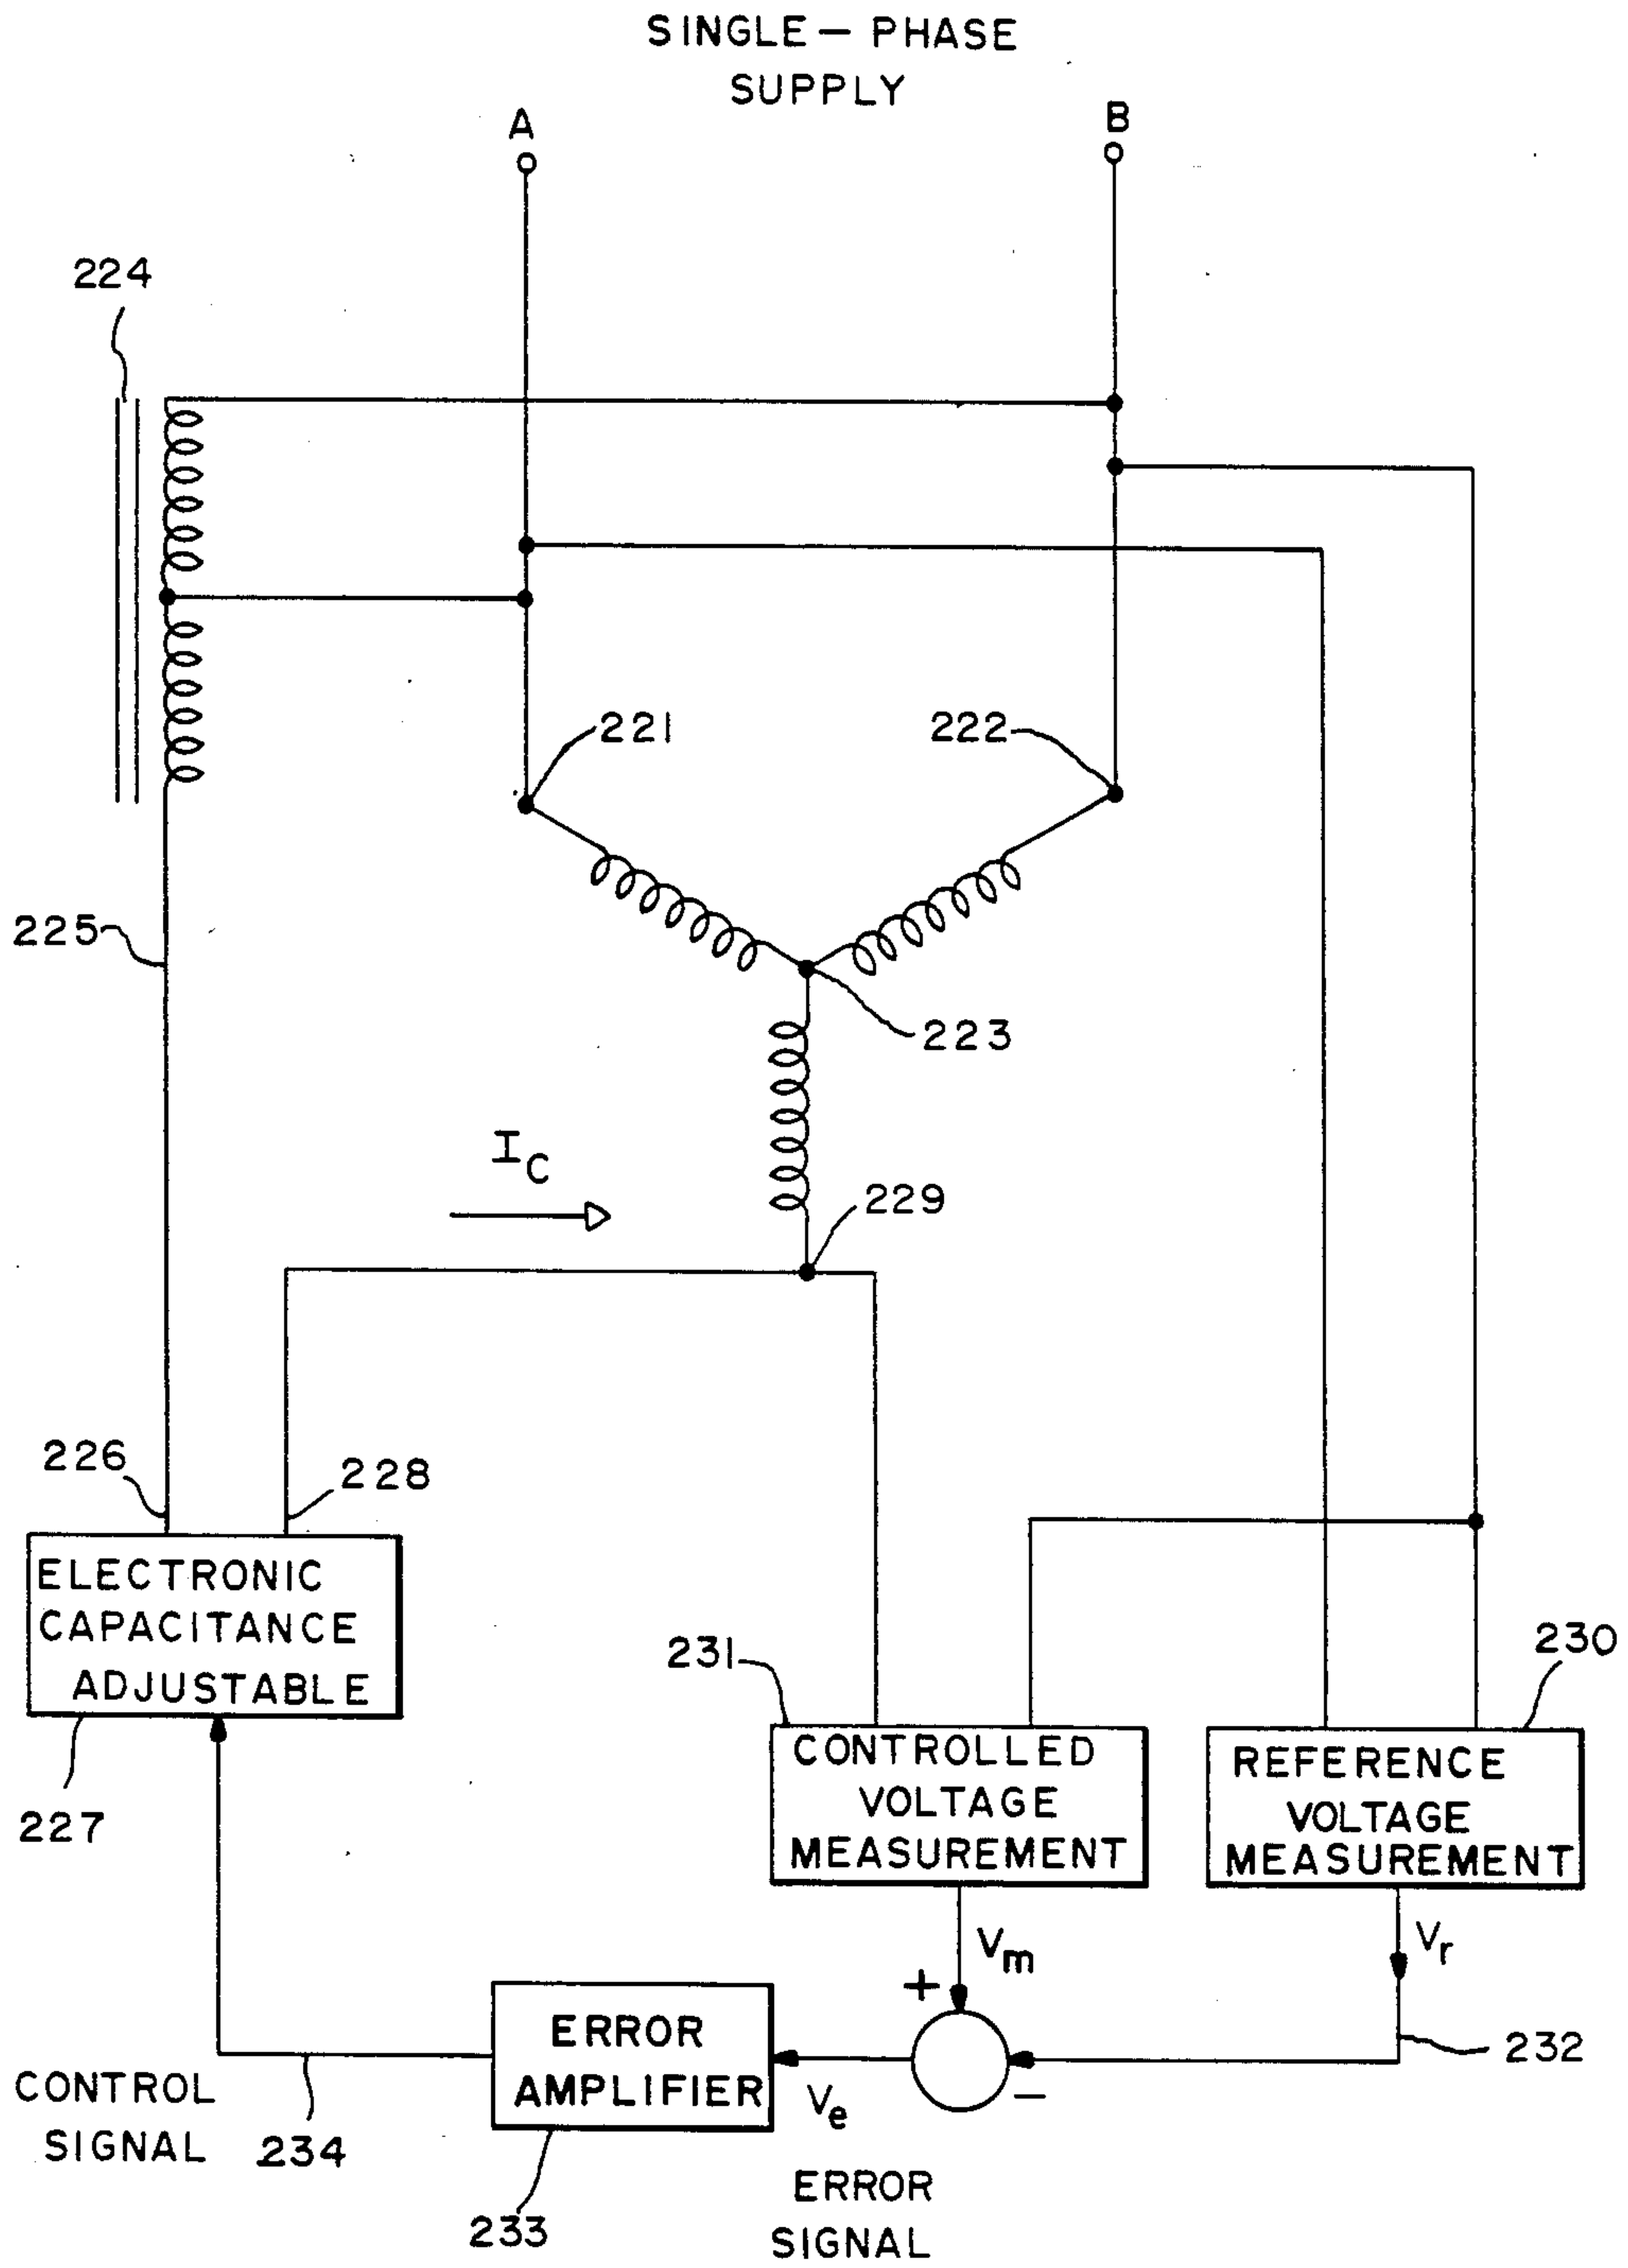 SINGLE — PHASE
SUPPLY
A
B
224
221
222
225
223
I_C
229
226
228
ELECTRONIC
CAPACITANCE
ADJUSTABLE
227
231
230
CONTROLLED
VOLTAGE
MEASUREMENT
REFERENCE
VOLTAGE
MEASUREMENT
V_m
V_r
+
−
232
ERROR
AMPLIFIER
V_e
CONTROL
SIGNAL
234
233
ERROR
SIGNAL